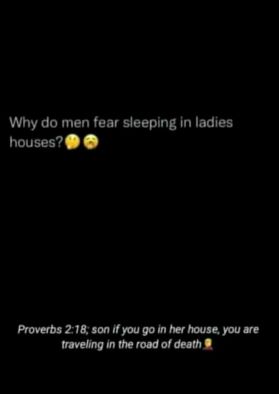 Why do men fear sleeping in ladies
houses?🤔😢
Proverbs 2:18; son if you go in her house, you are
traveling in the road of death🤦